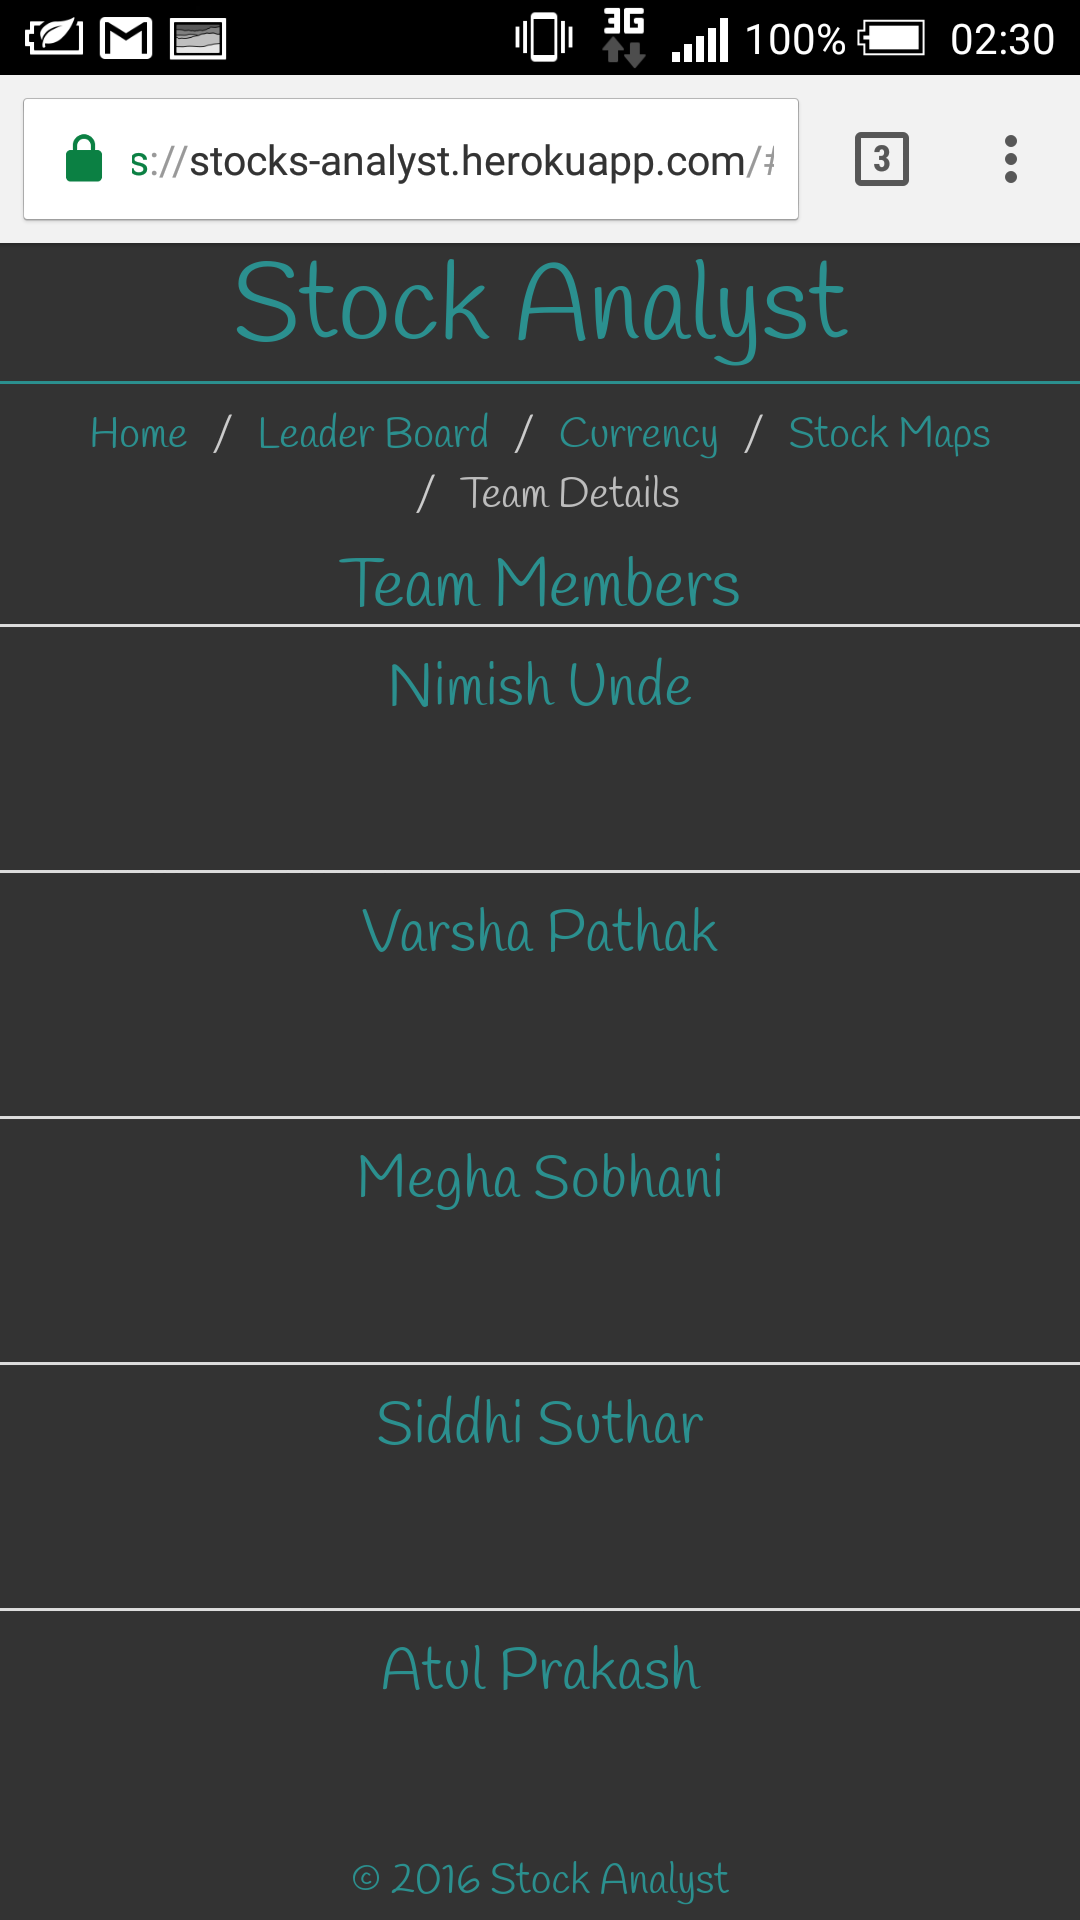 3G 100% 02:30
s://stocks-analyst.herokuapp.com/# 3
Stock Analyst
Home / Leader Board / Currency / Stock Maps
/ Team Details
Team Members
Nimish Unde
Varsha Pathak
Megha Sobhani
Siddhi Suthar
Atul Prakash
© 2016 Stock Analyst